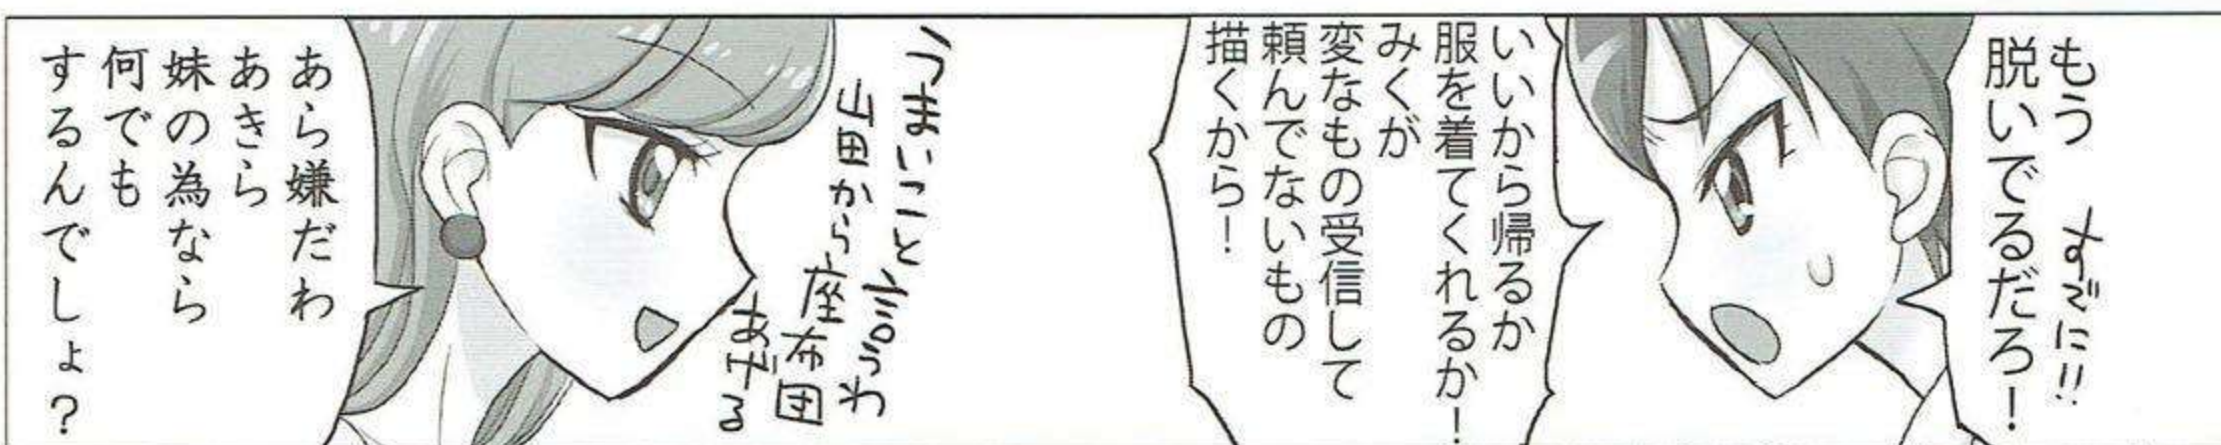 もう すでに!!
脱いでるだろ!
いいから帰るか
服を着てくれるか!
みくが
変なもの受信して
頼んでないもの
描くから!
うまいこと言うわ
山田から座布団
あげる
あら嫌だわ
あきら
妹の為なら
何でも
するんでしょ?